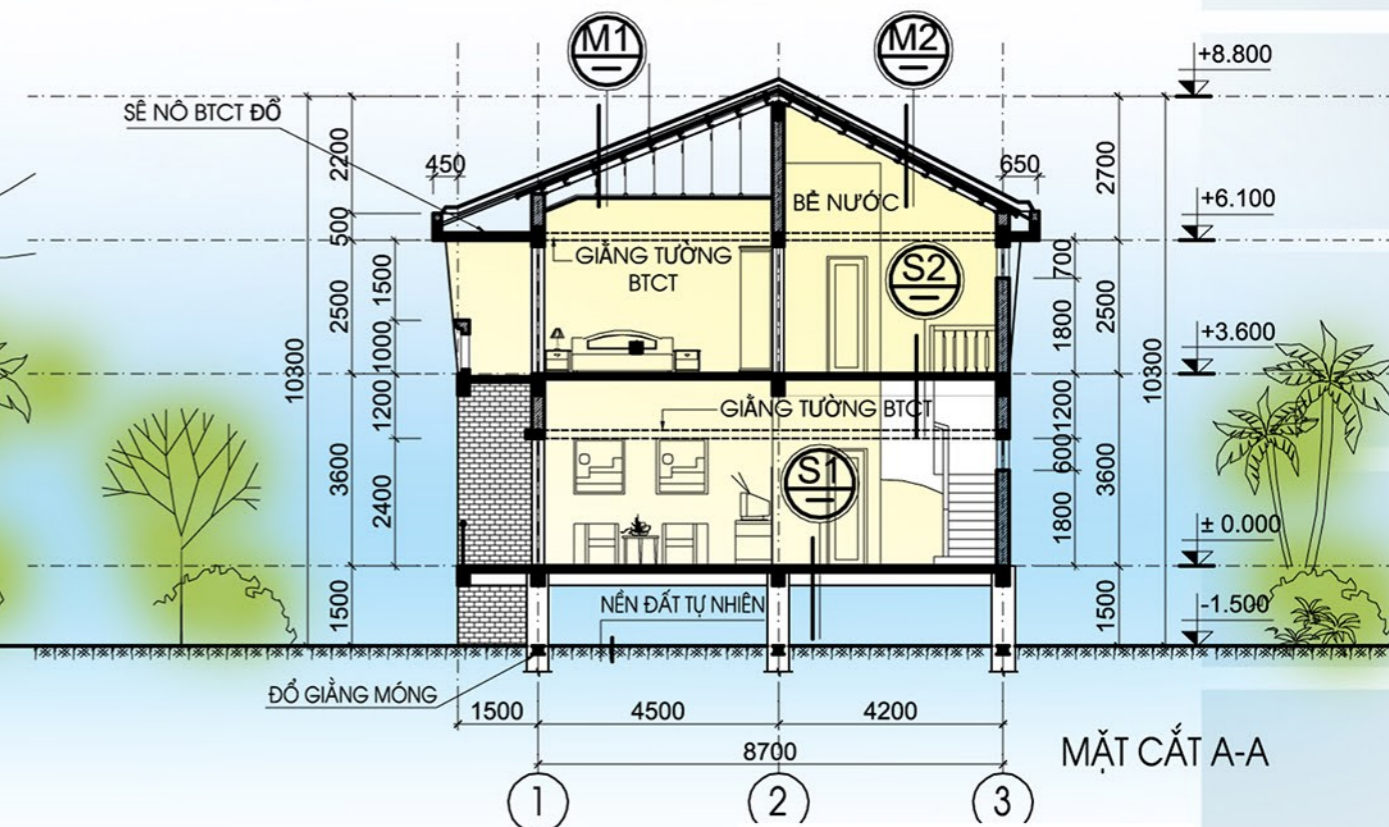 M1
M2
+8.800
SÊ NÔ BTCT ĐỔ
2200
450
650
2700
BỂ NƯỚC
+6.100
500
GIẰNG TƯỜNG
BTCT
S2
700
1500
2500
1800
2500
+3.600
1000
10300
10300
1200
GIẰNG TƯỜNG BTCT
1200
600
3600
2400
S1
1800
3600
± 0.000
1500
NỀN ĐẤT TỰ NHIÊN
1500
-1.500
ĐỔ GIẰNG MÓNG
1500
4500
4200
8700
MẶT CẮT A-A
1
2
3